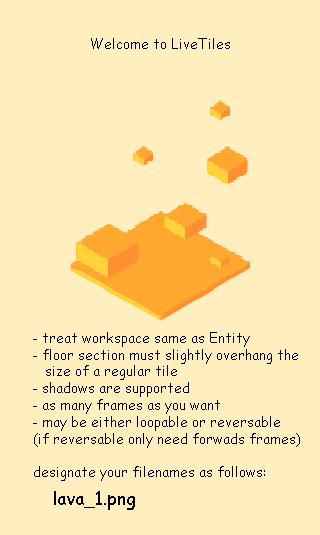 Welcome to LiveTiles
- treat workspace same as Entity
- floor section must slightly overhang the
size of a regular tile
- shadows are supported
- as many frames as you want
- may be either loopable or reversable
(if reversable only need forwads frames)
designate your filenames as follows:
lava_1.png